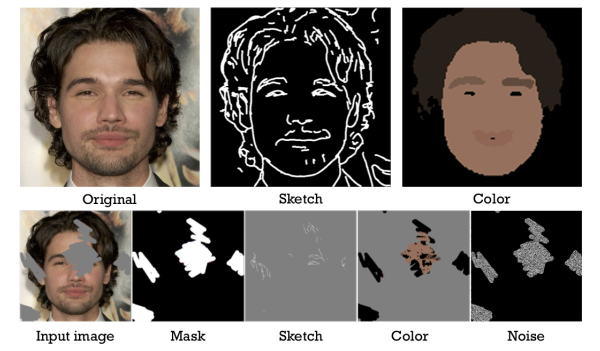 Original Sketch Color
Input image Mask Sketch Color Noise